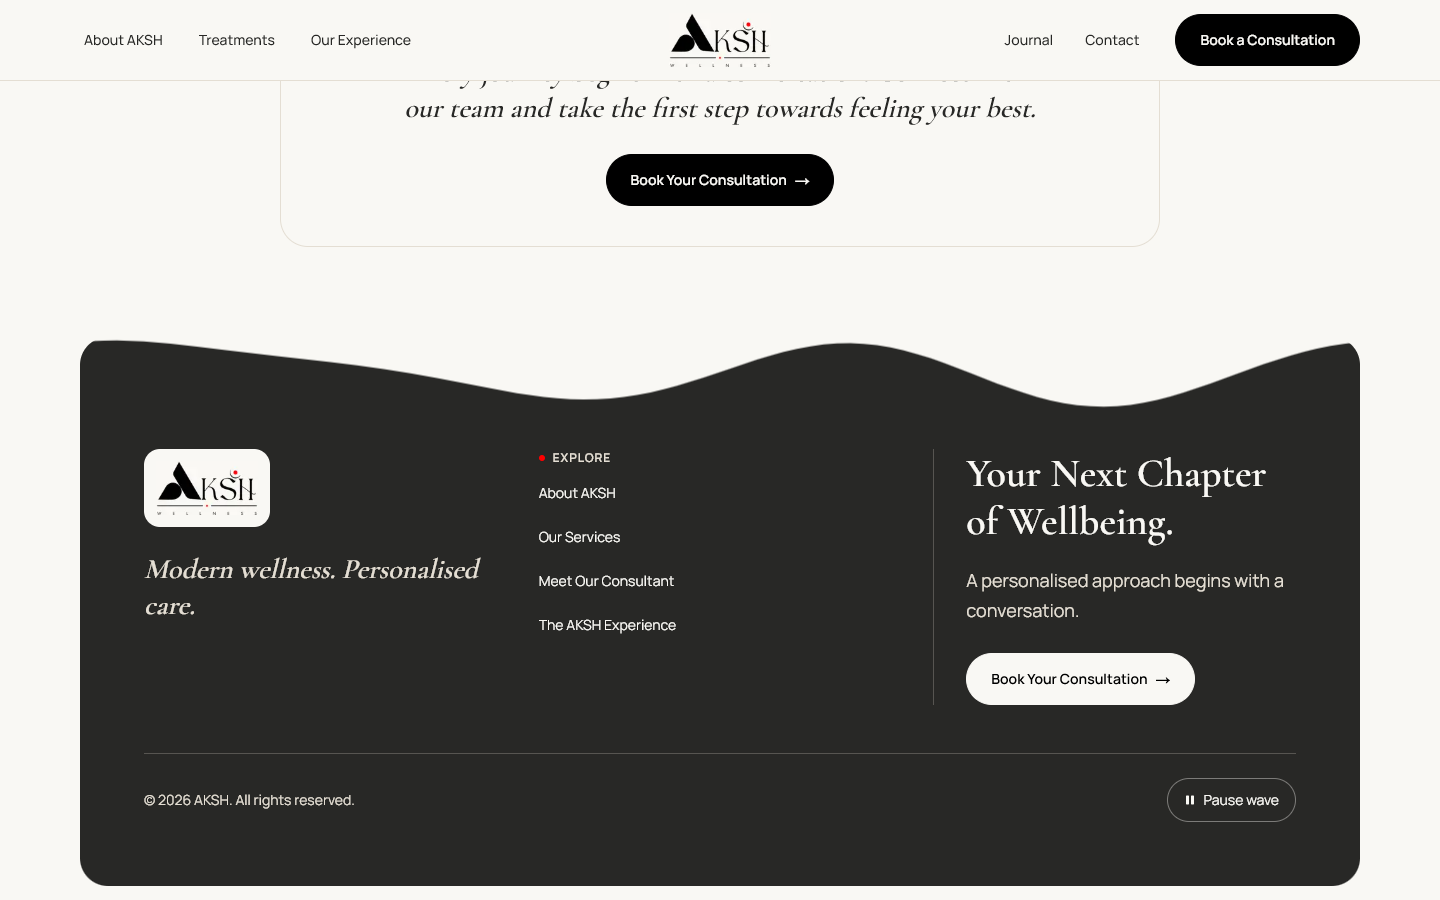 About AKSH
Treatments
Our Experience
AKSH
WELLMEDS
Journal
Contact
Book a Consultation
our team and take the first step towards feeling your best.
Book Your Consultation →
AKSH
Modern wellness. Personalised
care.
EXPLORE
About AKSH
Our Services
Meet Our Consultant
The AKSH Experience
Your Next Chapter
of Wellbeing.
A personalised approach begins with a
conversation.
Book Your Consultation →
© 2026 AKSH. All rights reserved.
Pause wave